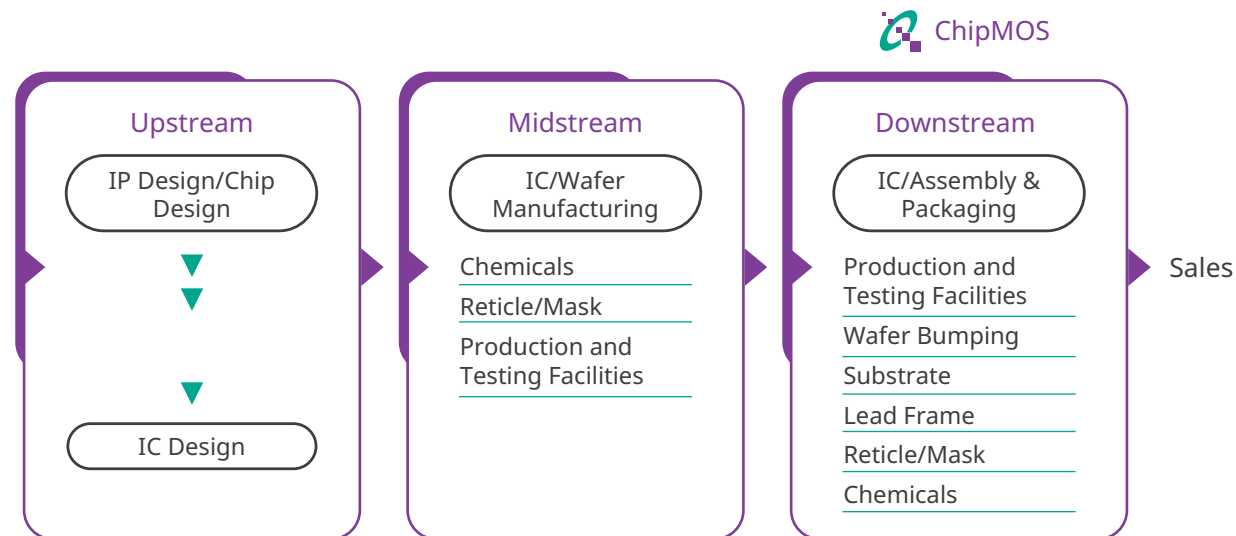 ChipMOS
Upstream
IP Design/Chip
Design
IC Design
Midstream
IC/Wafer
Manufacturing
Chemicals
Reticle/Mask
Production and
Testing Facilities
Downstream
IC/Assembly &
Packaging
Production and
Testing Facilities
Wafer Bumping
Substrate
Lead Frame
Reticle/Mask
Chemicals
Sales